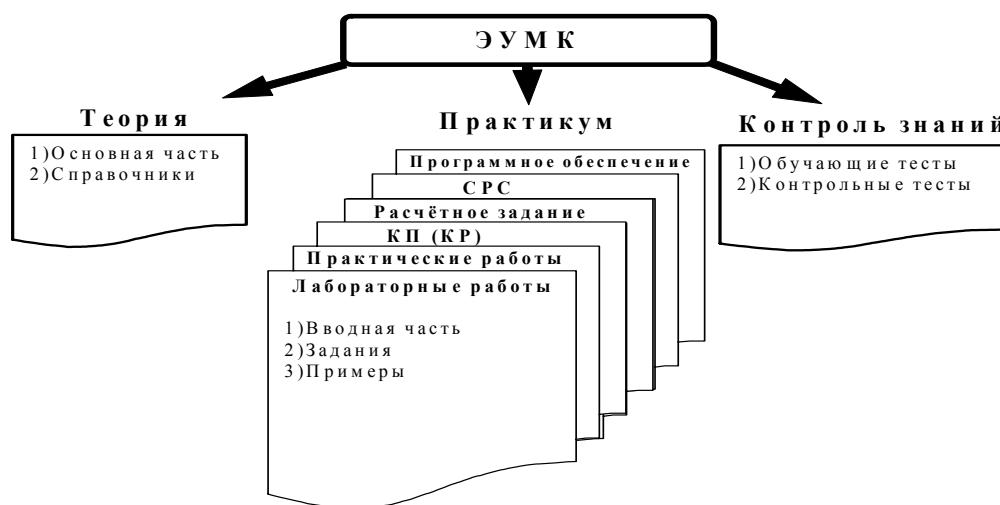 ЭУМК
Теория
1)Основная часть
2)Справочники
Практикум
Программное обеспечение
СРС
Расчётное задание
КП (КР)
Практические работы
Лабораторные работы
1)Вводная часть
2)Задания
3)Примеры
Контроль знаний
1)Обучающие тесты
2)Контрольные тесты